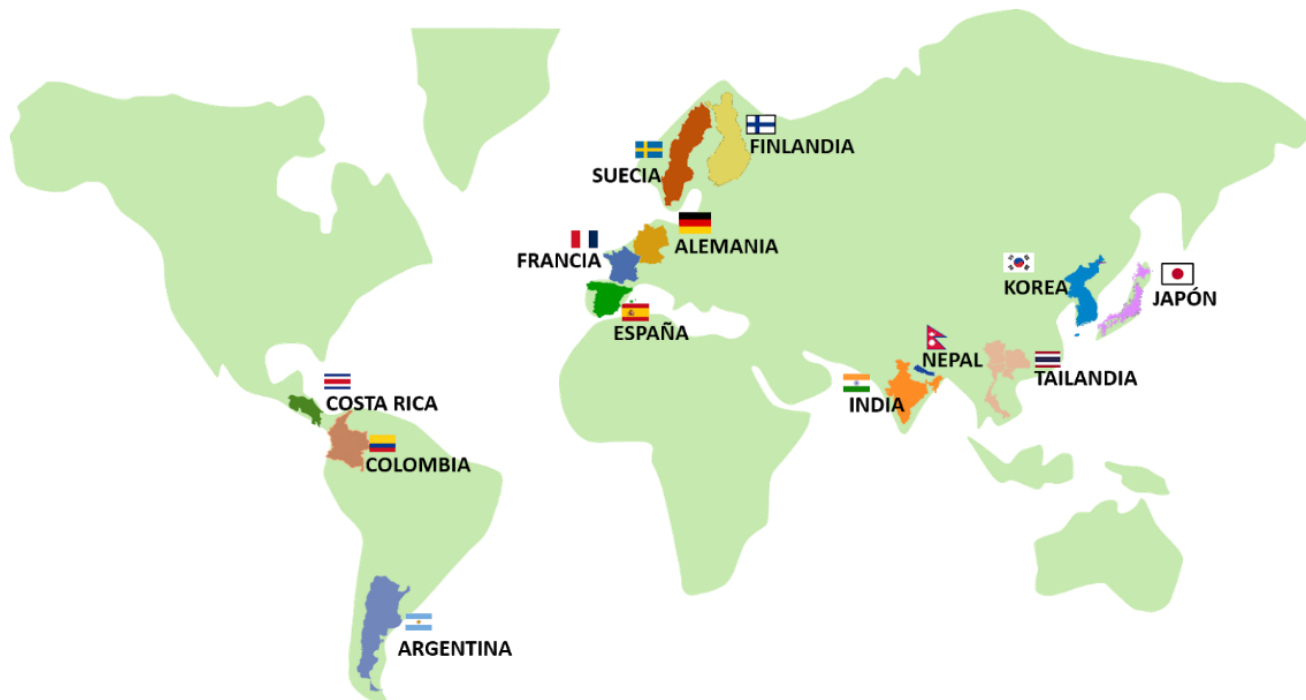 FINLANDIA
SUECIA
ALEMANIA
FRANCIA
KOREA
JAPÓN
ESPAÑA
NEPAL
TAILANDIA
INDIA
COSTA RICA
COLOMBIA
ARGENTINA